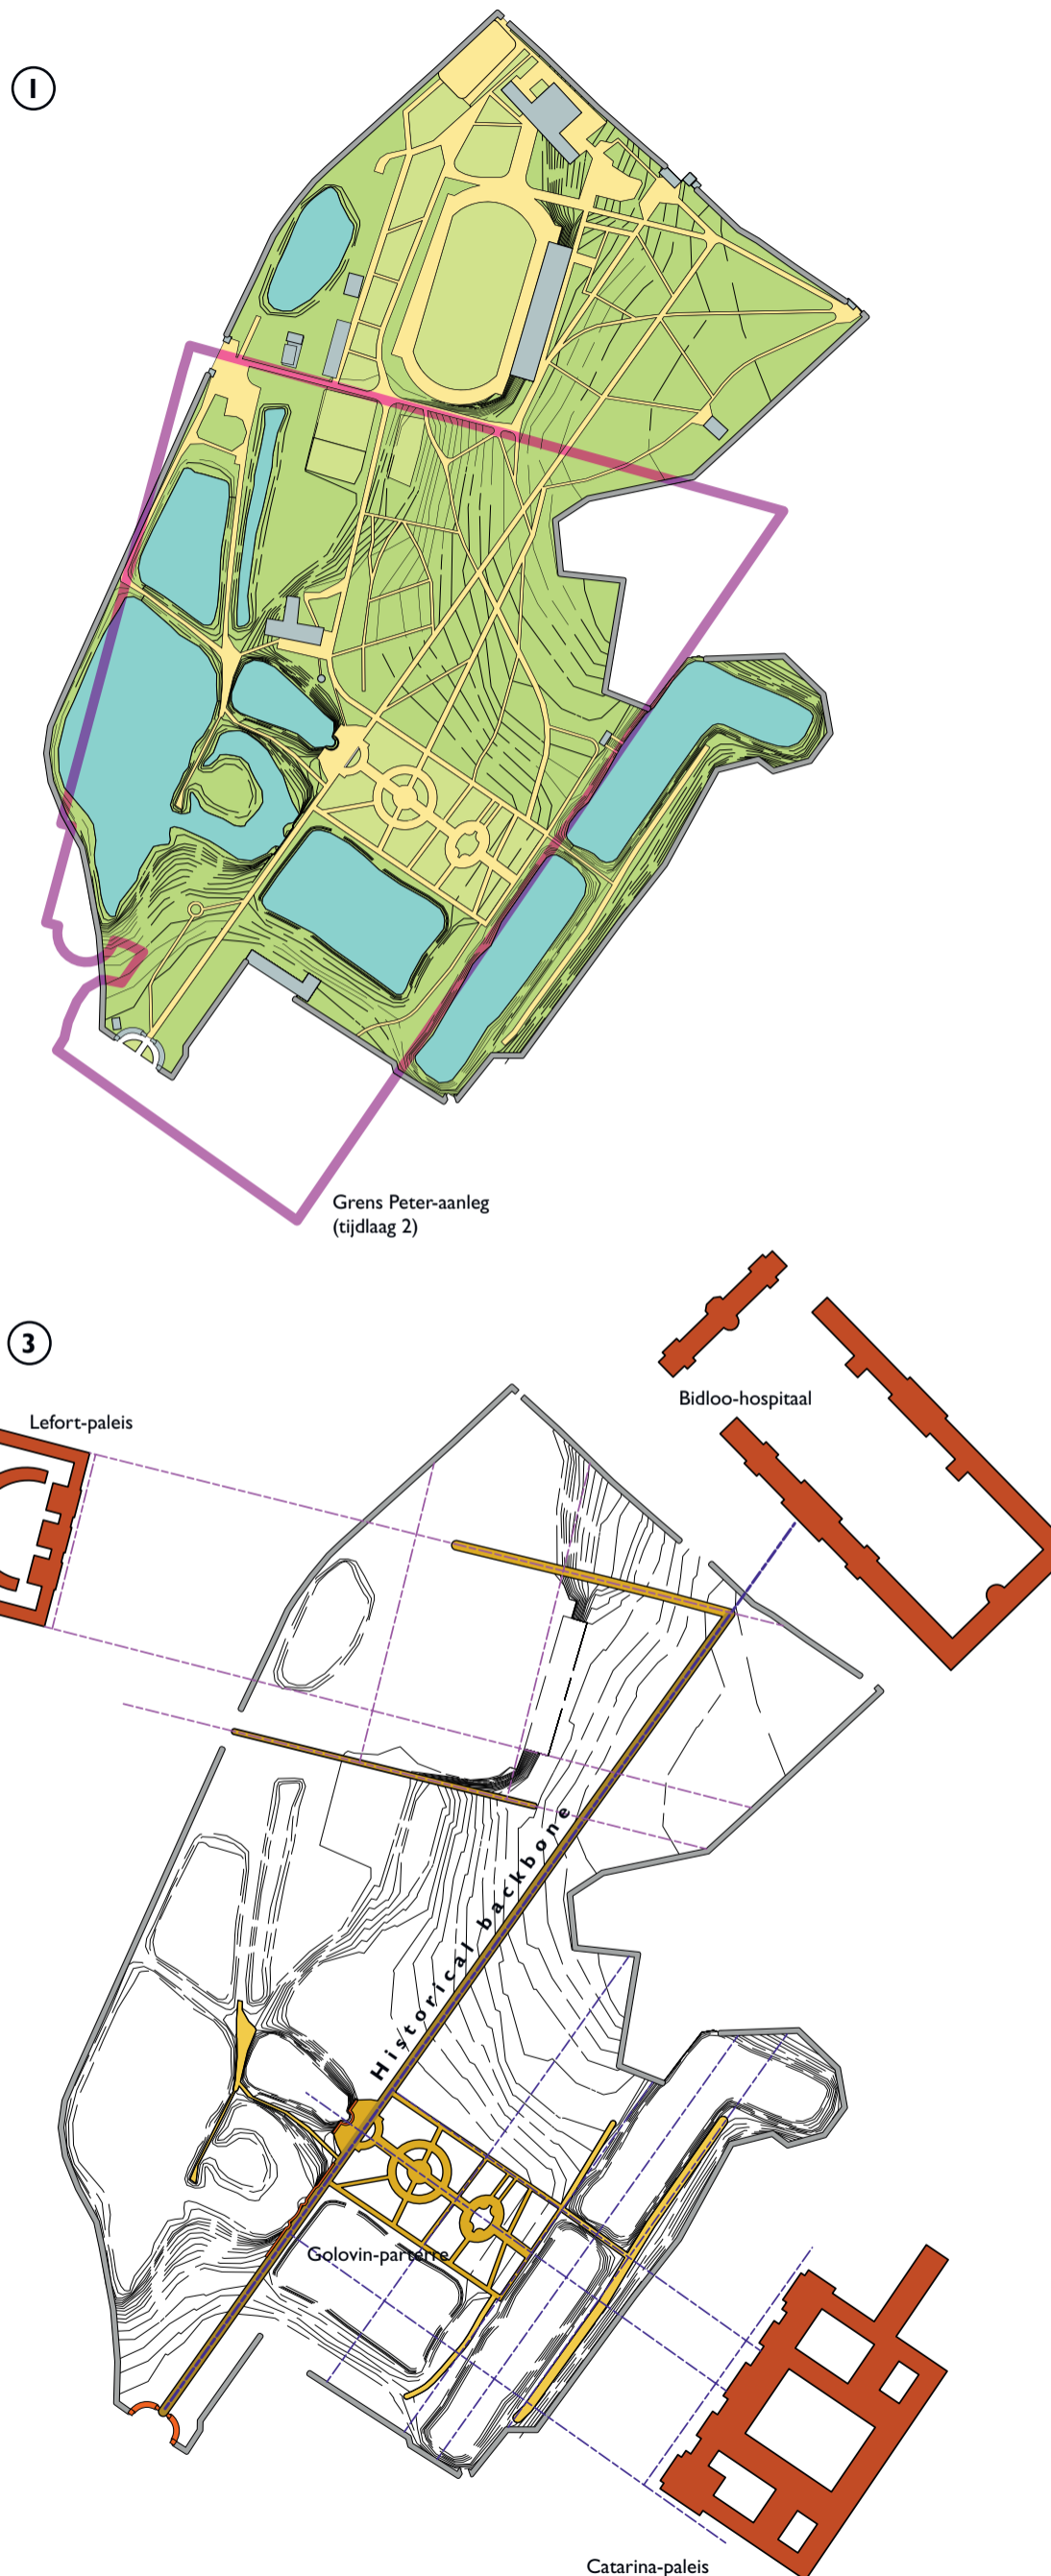 1
Grens Peter-aanleg
(tijdlaag 2)
3
Lefort-paleis
Bidloo-hospitaal
Historical backbone
Golovin-parterre
Catarina-paleis